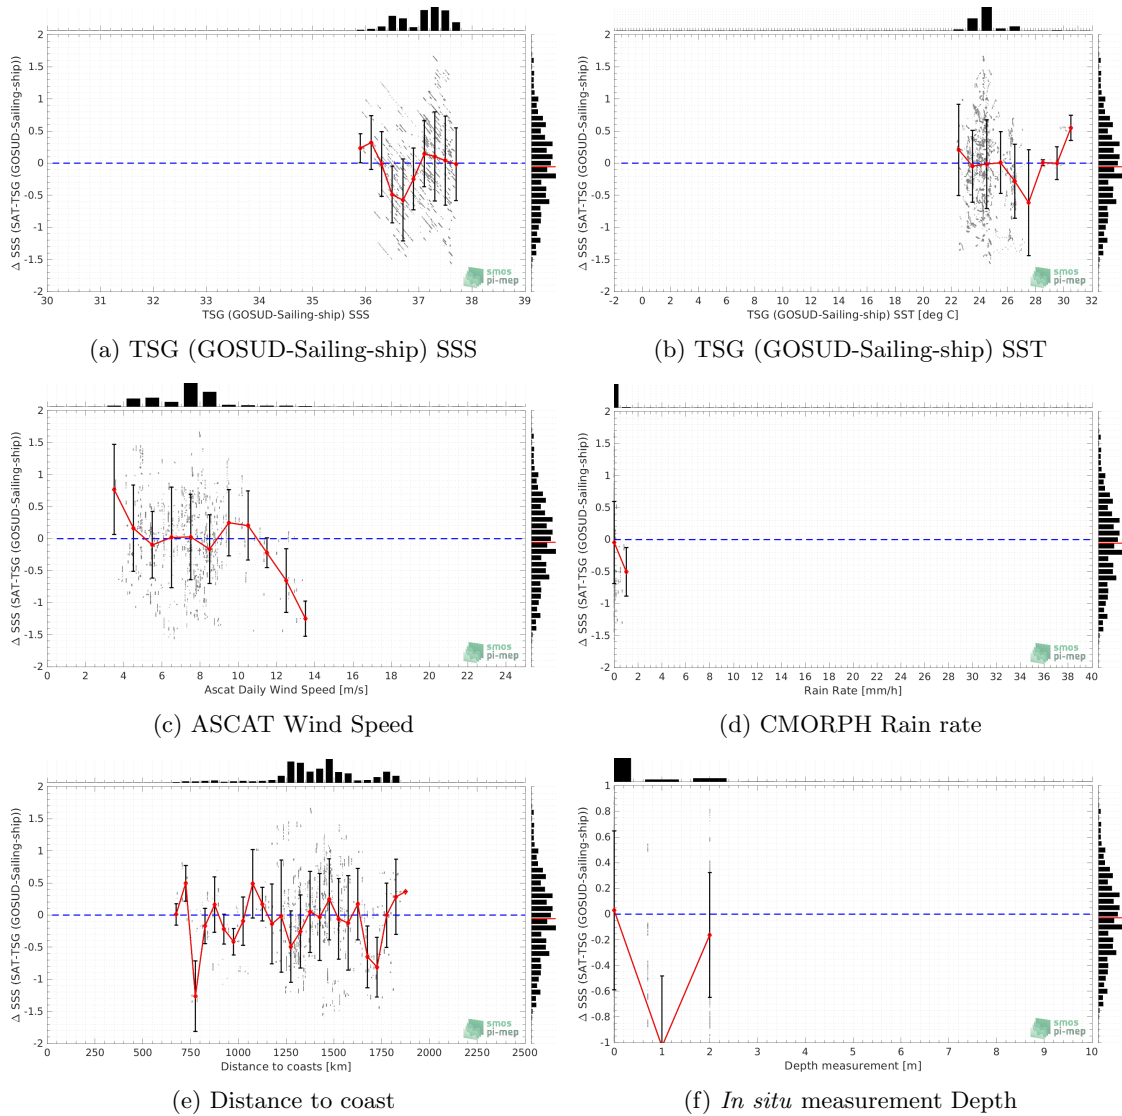 Δ SSS (SAT-TSG (GOSUD-Sailing-ship))
2
1.5
1
0.5
0
-0.5
-1
-1.5
-2
30 31 32 33 34 35 36 37 38 39
TSG (GOSUD-Sailing-ship) SSS
smos
pi-mep
(a) TSG (GOSUD-Sailing-ship) SSS
Δ SSS (SAT-TSG (GOSUD-Sailing-ship))
2
1.5
1
0.5
0
-0.5
-1
-1.5
-2
-2 0 2 4 6 8 10 12 14 16 18 20 22 24 26 28 30 32
TSG (GOSUD-Sailing-ship) SST [deg C]
smos
pi-mep
(b) TSG (GOSUD-Sailing-ship) SST
Δ SSS (SAT-TSG (GOSUD-Sailing-ship))
2
1.5
1
0.5
0
-0.5
-1
-1.5
-2
0 2 4 6 8 10 12 14 16 18 20 22 24
Ascat Daily Wind Speed [m/s]
smos
pi-mep
(c) ASCAT Wind Speed
Δ SSS (SAT-TSG (GOSUD-Sailing-ship))
2
1.5
1
0.5
0
-0.5
-1
-1.5
-2
0 2 4 6 8 10 12 14 16 18 20 22 24 26 28 30 32 34 36 38 40
Rain Rate [mm/h]
smos
pi-mep
(d) CMORPH Rain rate
Δ SSS (SAT-TSG (GOSUD-Sailing-ship))
2
1.5
1
0.5
0
-0.5
-1
-1.5
-2
0 250 500 750 1000 1250 1500 1750 2000 2250 2500
Distance to coasts [km]
smos
pi-mep
(e) Distance to coast
Δ SSS (SAT-TSG (GOSUD-Sailing-ship))
1
0.8
0.6
0.4
0.2
0
-0.2
-0.4
-0.6
-0.8
-1
0 1 2 3 4 5 6 7 8 9 10
Depth measurement [m]
smos
pi-mep
(f) In situ measurement Depth